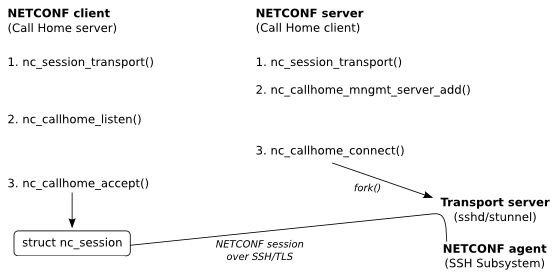 NETCONF client
(Call Home server)
1. nc_session_transport()
2. nc_callhome_listen()
3. nc_callhome_accept()
struct nc_session
NETCONF server
(Call Home client)
1. nc_session_transport()
2. nc_callhome_mngmt_server_add()
3. nc_callhome_connect()
fork()
Transport server
(sshd/stunnel)
NETCONF session
over SSH/TLS
NETCONF agent
(SSH Subsystem)